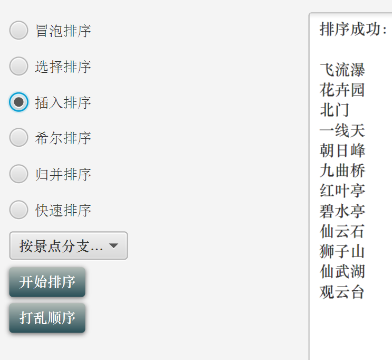 冒泡排序
选择排序
插入排序
希尔排序
归并排序
快速排序
按景点分支...
开始排序
打乱顺序
排序成功:
飞流瀑
花卉园
北门
一线天
朝日峰
九曲桥
红叶亭
碧水亭
仙云石
狮子山
仙武湖
观云台